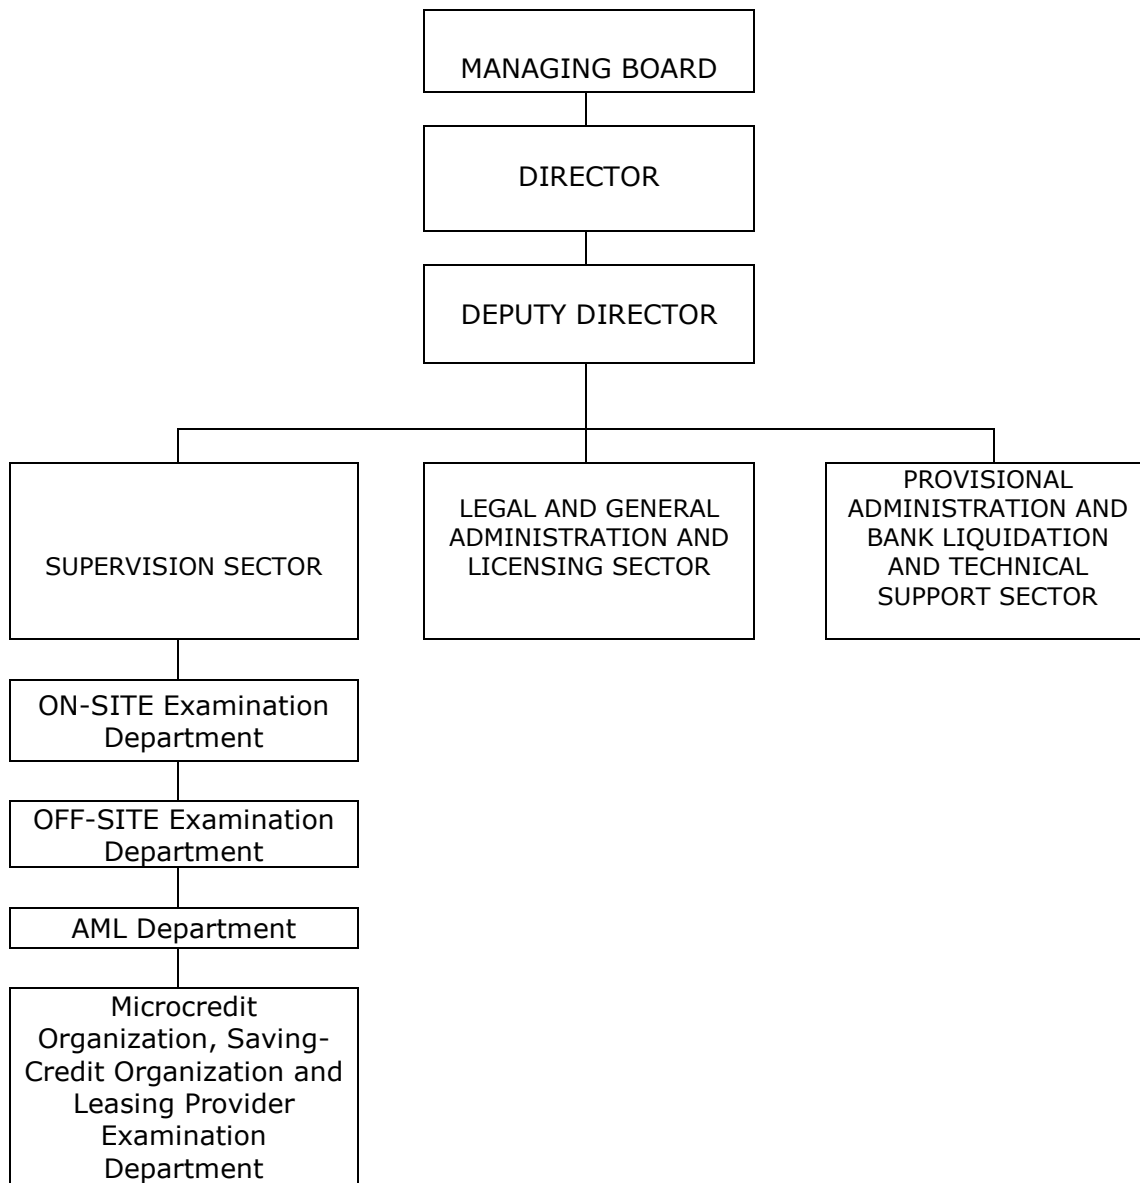 MANAGING BOARD
DIRECTOR
DEPUTY DIRECTOR
SUPERVISION SECTOR
LEGAL AND GENERAL
ADMINISTRATION AND
LICENSING SECTOR
PROVISIONAL
ADMINISTRATION AND
BANK LIQUIDATION
AND TECHNICAL
SUPPORT SECTOR
ON-SITE Examination
Department
OFF-SITE Examination
Department
AML Department
Microcredit
Organization, Saving-
Credit Organization and
Leasing Provider
Examination
Department